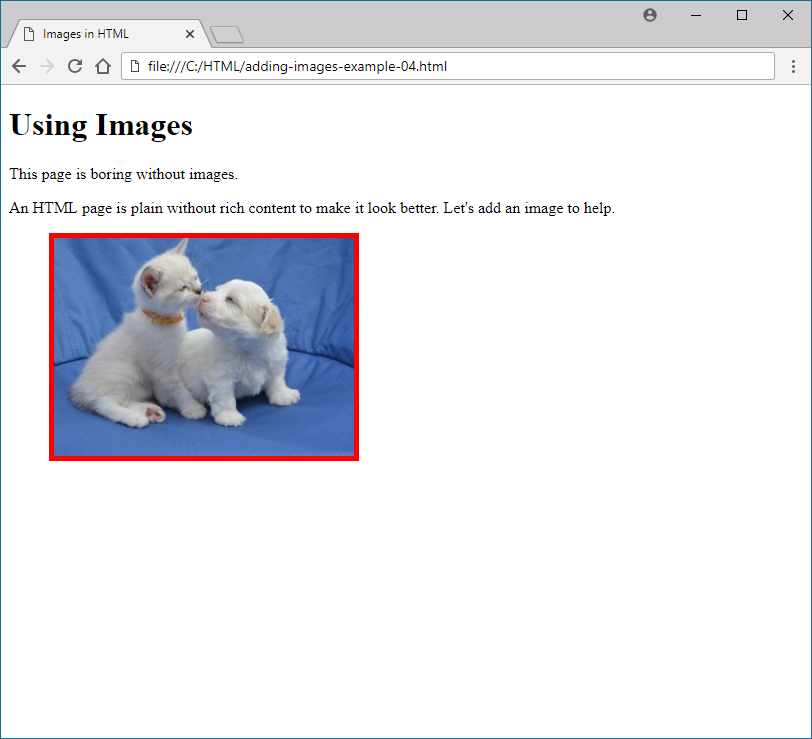 Images in HTML
file:///C:/HTML/adding-images-example-04.html
Using Images
This page is boring without images.
An HTML page is plain without rich content to make it look better. Let's add an image to help.